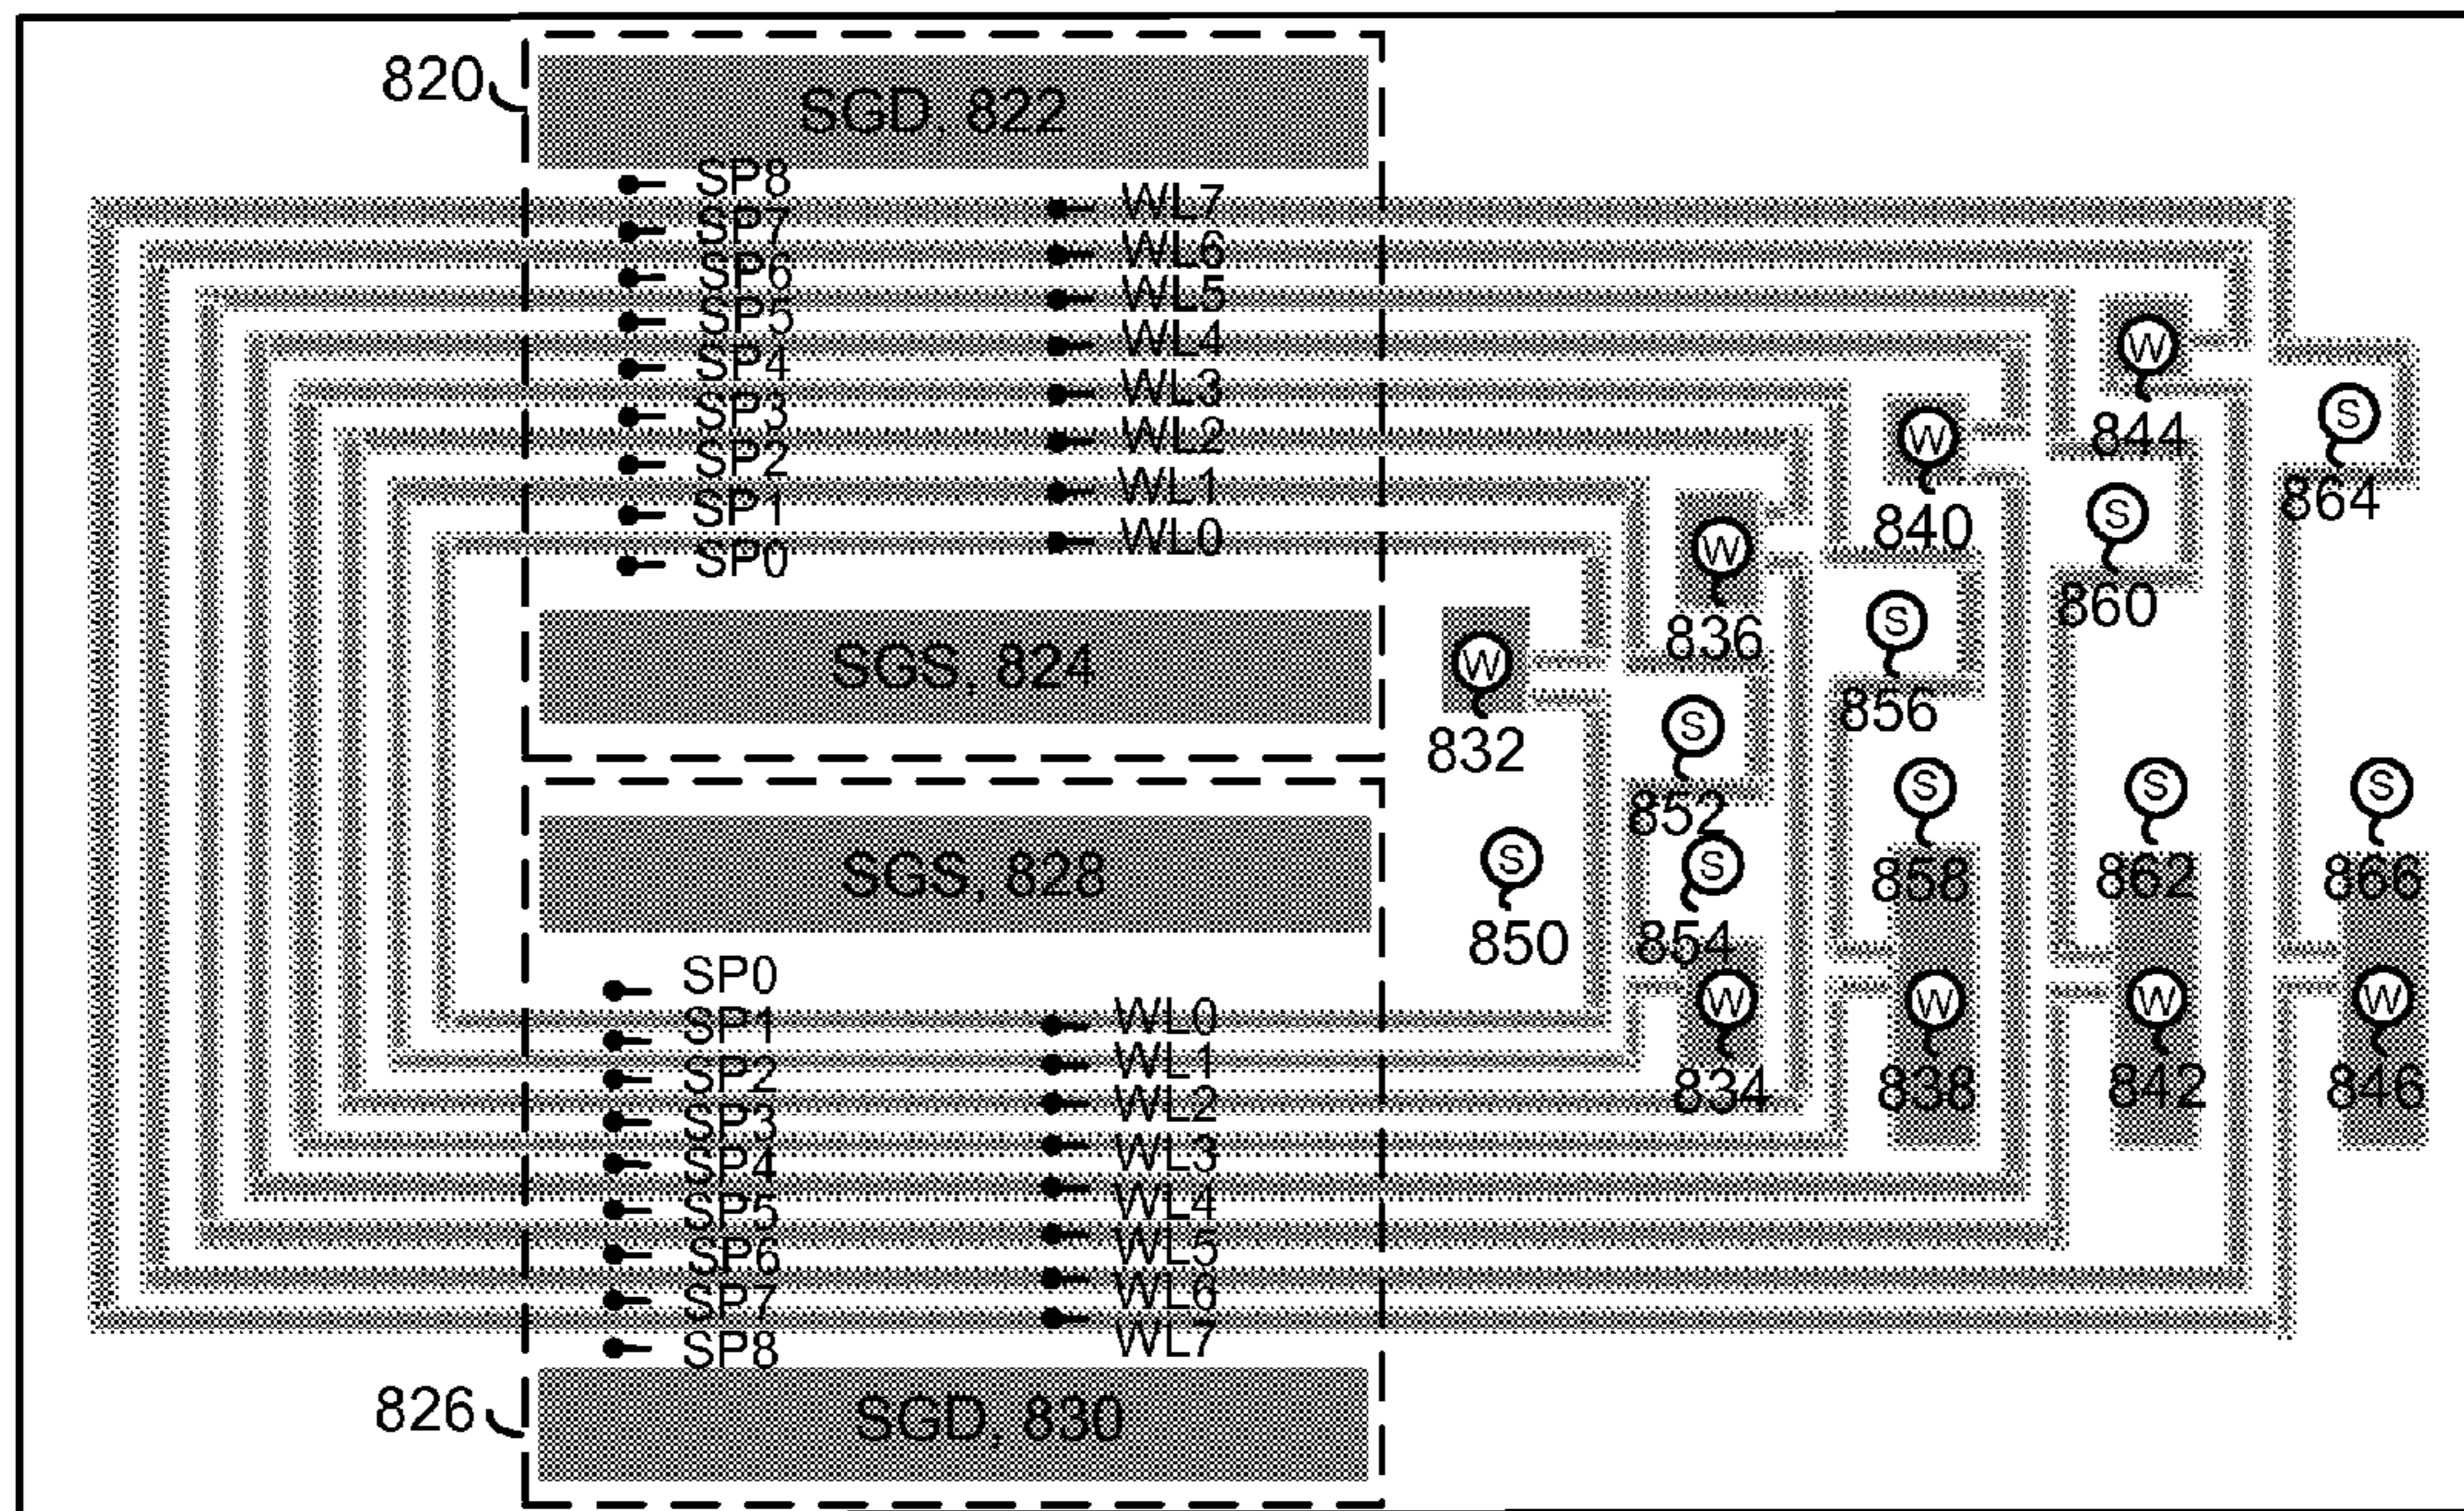 820
SGD, 822
SP8
WL7
SP7
WL6
SP6
WL5
SP5
WL4
SP4
WL3
SP3
WL2
SP2
WL1
SP1
WL0
SP0
SGS, 824
W
844
S
864
W
840
S
860
W
836
S
856
W
832
S
852
S
858
S
862
S
866
SGS, 828
S
850
S
854
SP0
WL0
SP1
WL1
SP2
WL2
SP3
WL3
SP4
WL4
SP5
WL5
SP6
WL6
SP7
WL7
SP8
W
834
W
838
W
842
W
846
826
SGD, 830